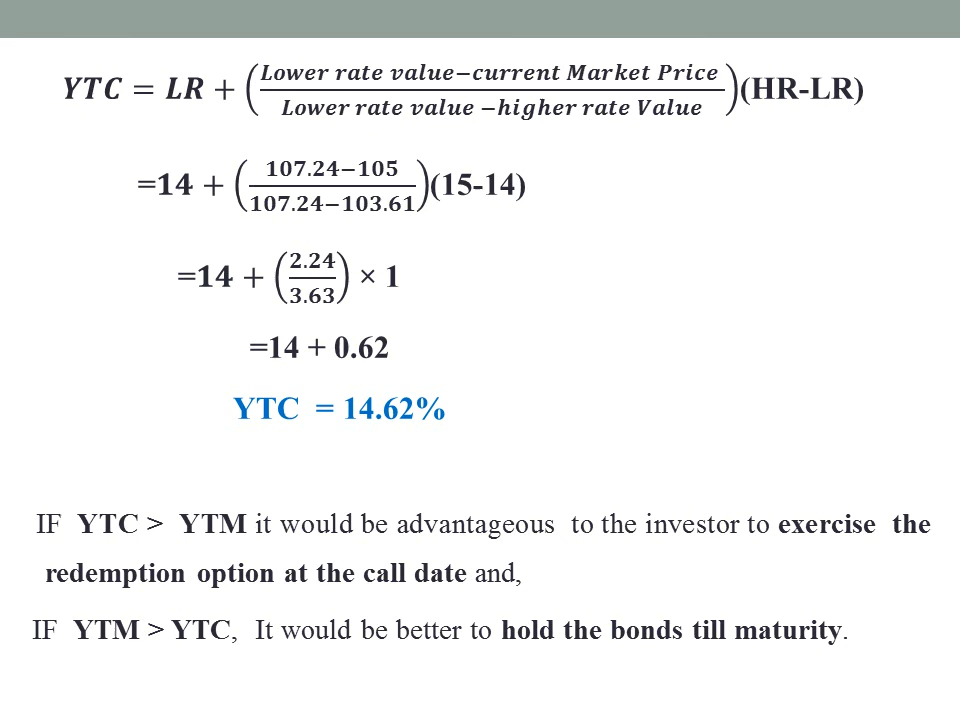 YTC = LR + (Lower rate value−current Market Price / Lower rate value −higher rate Value)(HR-LR)
=14 + (107.24−105 / 107.24−103.61)(15-14)
=14 + (2.24 / 3.63) × 1
=14 + 0.62
YTC = 14.62%
IF YTC > YTM it would be advantageous to the investor to exercise the
redemption option at the call date and,
IF YTM > YTC, It would be better to hold the bonds till maturity.